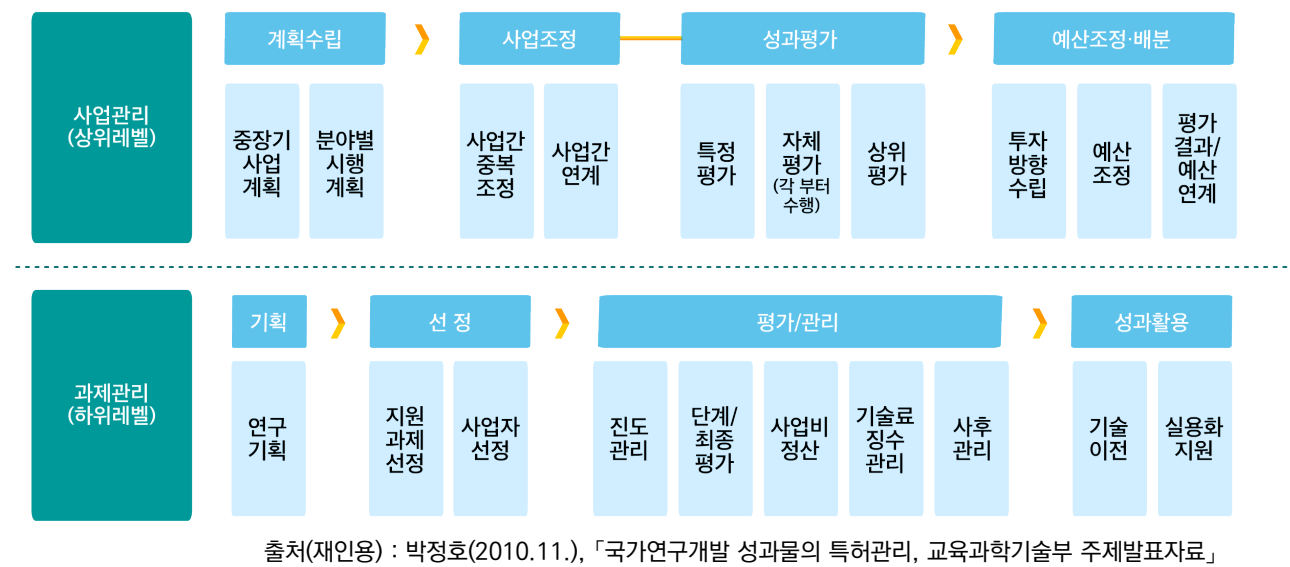 사업관리
(상위레벨)
계획수립
사업조정
성과평가
예산조정·배분
중장기
사업
계획
분야별
시행
계획
사업간
중복
조정
사업간
연계
특정
평가
자체
평가
(각 부터
수행)
상위
평가
투자
방향
수립
예산
조정
평가
결과/
예산
연계
과제관리
(하위레벨)
기획
선 정
평가/관리
성과활용
연구
기획
지원
과제
선정
사업자
선정
진도
관리
단계/
최종
평가
사업비
정산
기술료
징수
관리
사후
관리
기술
이전
실용화
지원
출처(재인용) : 박정호(2010.11.),「국가연구개발 성과물의 특허관리, 교육과학기술부 주제발표자료」